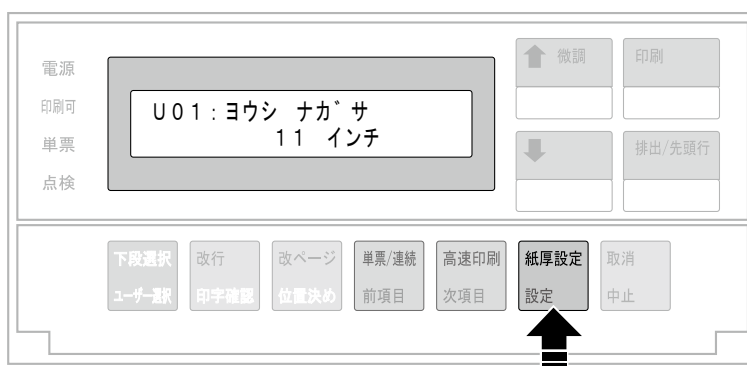 電源
印刷可
単票
点検
U01:ヨウシ ナガサ
11 インチ
微調
印刷
排出/先頭行
下段選択
ユーザー選択
改行
印字確認
改ページ
位置決め
単票/連続
前項目
高速印刷
次項目
紙厚設定
設定
取消
中止